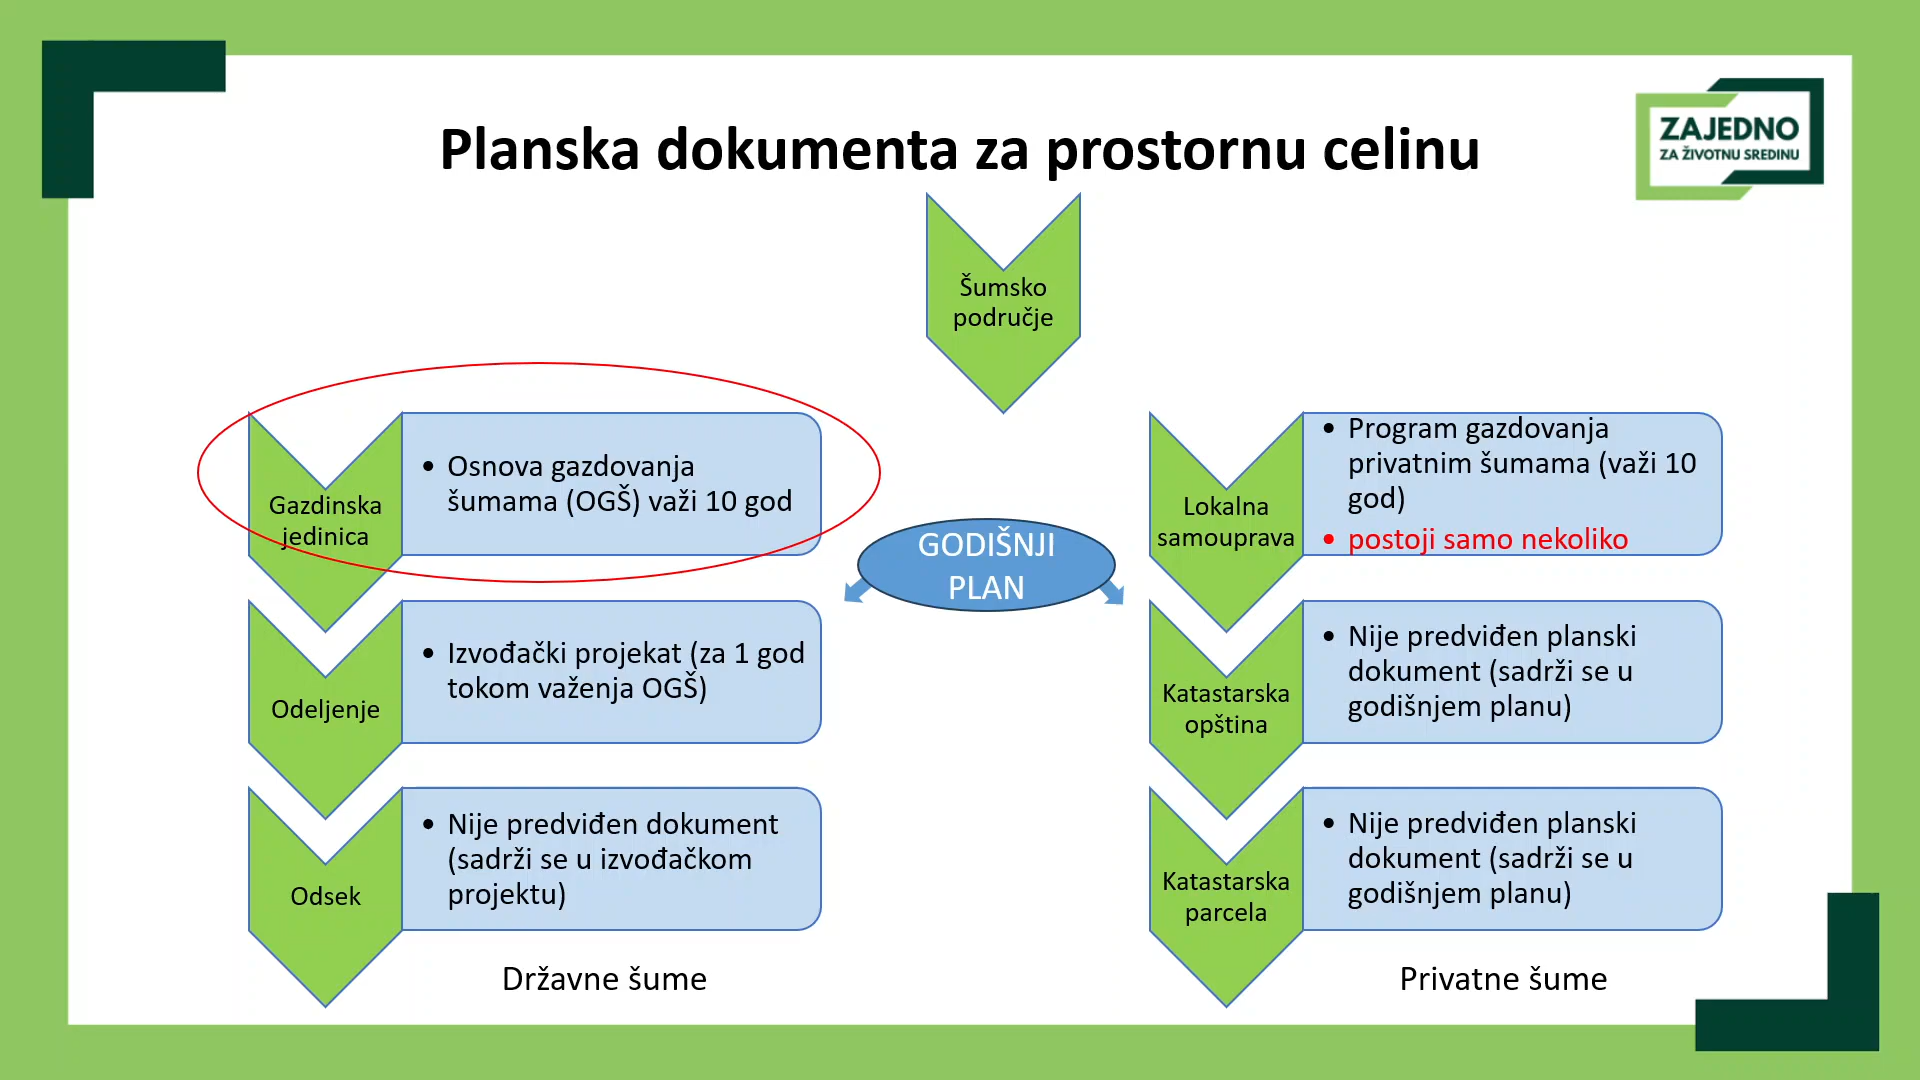 Planska dokumenta za prostornu celinu
ZAJEDNO
ZA ŽIVOTNU SREDINU
Šumsko
područje
Gazdinska
jedinica
• Osnova gazdovanja
šumama (OGŠ) važi 10 god
Odeljenje
• Izvođački projekat (za 1 god
tokom važenja OGŠ)
Odsek
• Nije predviđen dokument
(sadrži se u izvođačkom
projektu)
Državne šume
GODIŠNJI
PLAN
Lokalna
samouprava
• Program gazdovanja
privatnim šumama (važi 10
god)
• postoji samo nekoliko
Katastarska
opština
• Nije predviđen planski
dokument (sadrži se u
godišnjem planu)
Katastarska
parcela
• Nije predviđen planski
dokument (sadrži se u
godišnjem planu)
Privatne šume